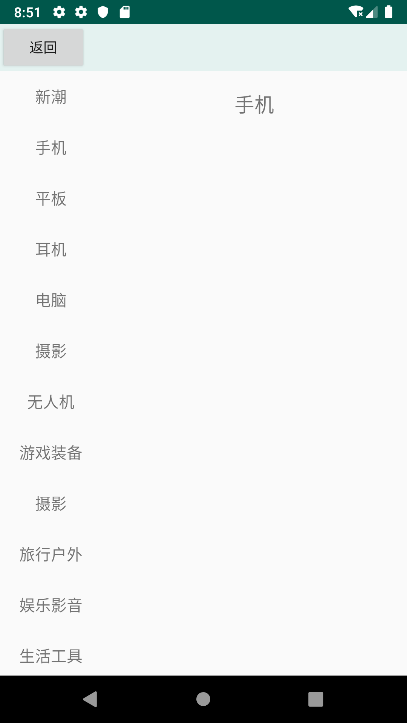 8:51
返回
新潮
手机
手机
平板
耳机
电脑
摄影
无人机
游戏装备
摄影
旅行户外
娱乐影音
生活工具